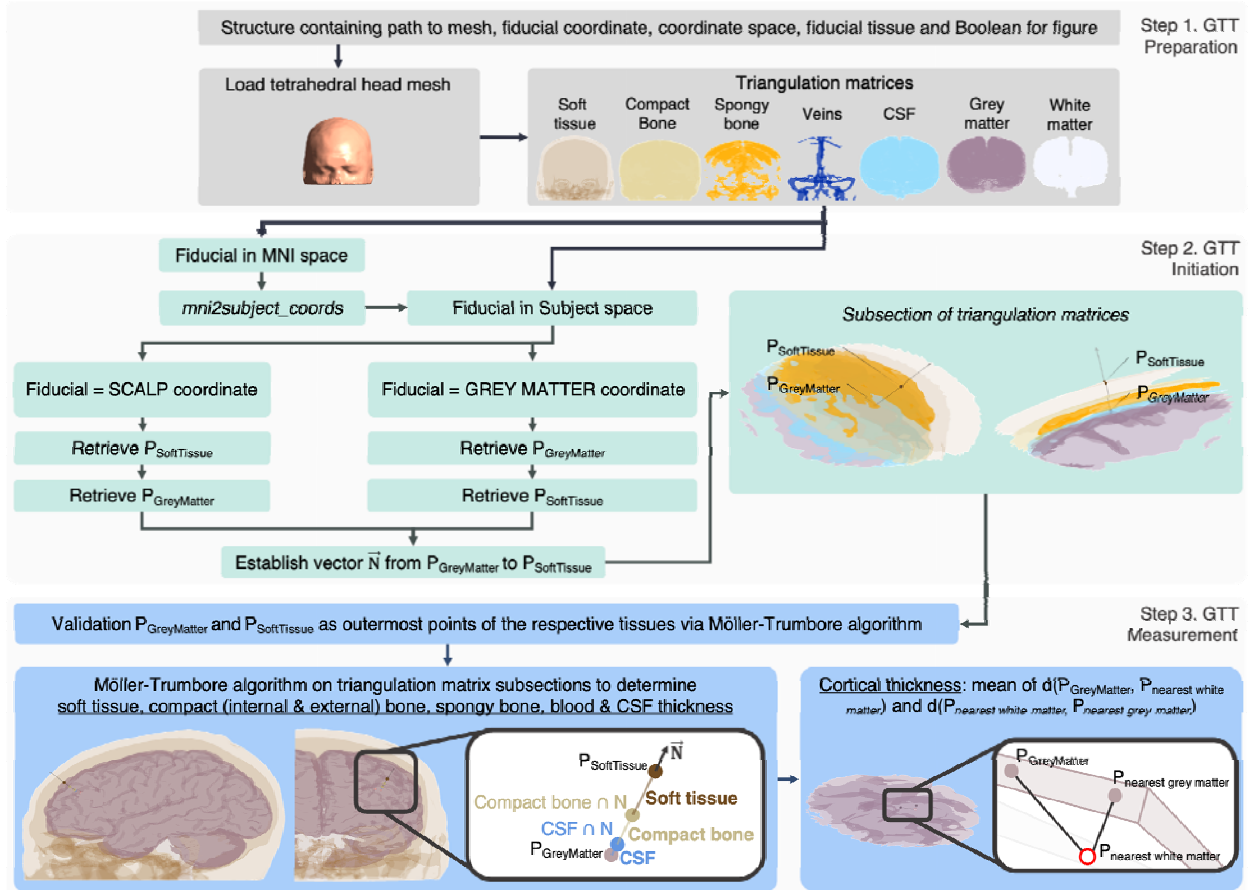 Structure containing path to mesh, fiducial coordinate, coordinate space, fiducial tissue and Boolean for figure
Step 1. GTT
Preparation
Load tetrahedral head mesh
Triangulation matrices
Soft
tissue
Compact
Bone
Spongy
bone
Veins
CSF
Grey
matter
White
matter
Step 2. GTT
Initiation
Fiducial in MNI space
mni2subject_coords
Fiducial in Subject space
Fiducial = SCALP coordinate
Fiducial = GREY MATTER coordinate
Retrieve PSoftTissue
Retrieve PGreyMatter
Retrieve PGreyMatter
Retrieve PSoftTissue
Establish vector N⃗ from PGreyMatter to PSoftTissue
Subsection of triangulation matrices
PSoftTissue
PGreyMatter
PSoftTissue
PGreyMatter
Step 3. GTT
Measurement
Validation PGreyMatter and PSoftTissue as outermost points of the respective tissues via Möller-Trumbore algorithm
Möller-Trumbore algorithm on triangulation matrix subsections to determine
soft tissue, compact (internal & external) bone, spongy bone, blood & CSF thickness
PSoftTissue
N⃗
Compact bone ∩ N
Soft tissue
CSF ∩ N
Compact bone
PGreyMatter
CSF
Cortical thickness: mean of d(PGreyMatter, Pnearest white
matter) and d(Pnearest white matter, Pnearest grey matter)
PGreyMatter
Pnearest grey matter
Pnearest white matter